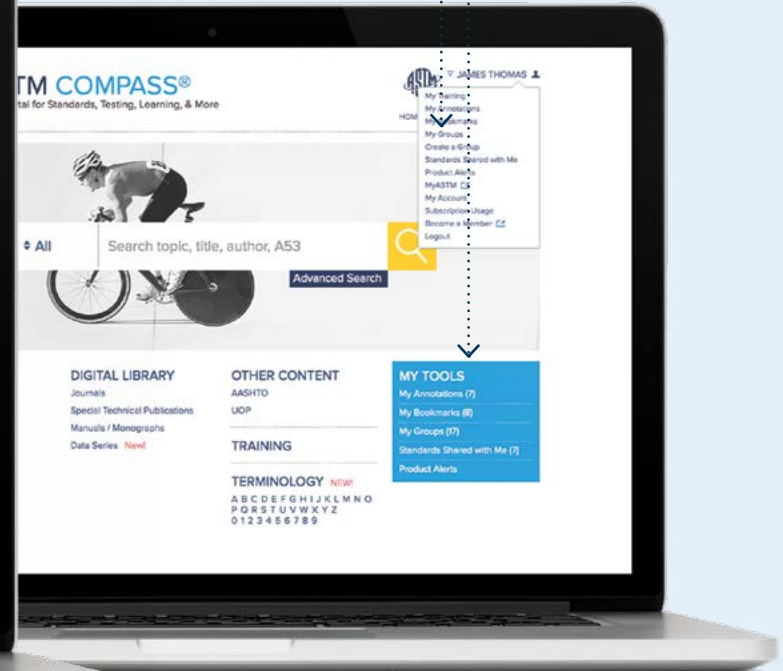 TM COMPASS®
tal for Standards, Testing, Learning, & More
ASTM
JAMES THOMAS
HOM
My Training
My Annotations
My Bookmarks
My Groups
Create a Group
Standards Shared with Me
Product Alerts
MyASTM
My Account
Subscription Usage
Become a Member
Logout
All
Search topic, title, author, A53
Advanced Search
DIGITAL LIBRARY
Journals
Special Technical Publications
Manuals / Monographs
Data Series New!
OTHER CONTENT
AASHTO
UOP
TRAINING
TERMINOLOGY NEW!
A B C D E F G H I J K L M N O
P Q R S T U V W X Y Z
0 1 2 3 4 5 6 7 8 9
MY TOOLS
My Annotations (7)
My Bookmarks (8)
My Groups (17)
Standards Shared with Me (7)
Product Alerts